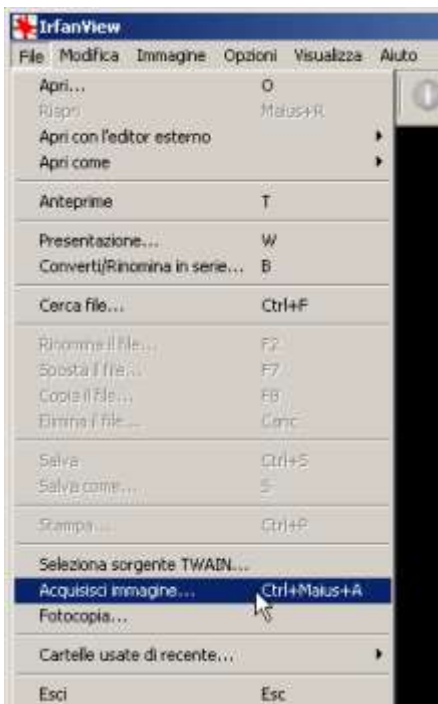 IrfanView
File Modifica Immagine Opzioni Visualizza Aiuto
Apri... O
Riapri Maius+R
Apri con l'editor esterno
Apri come
Anteprime T
Presentazione... W
Converti/Rinomina in serie... B
Cerca file... Ctrl+F
Rinomina il file... F2
Sposta il file... F7
Copia il file... F8
Elimina il file... Canc
Salva Ctrl+S
Salva come... S
Stampa... Ctrl+P
Seleziona sorgente TWAIN...
Acquisisci immagine... Ctrl+Maius+A
Fotocopia...
Cartelle usate di recente...
Esci Esc